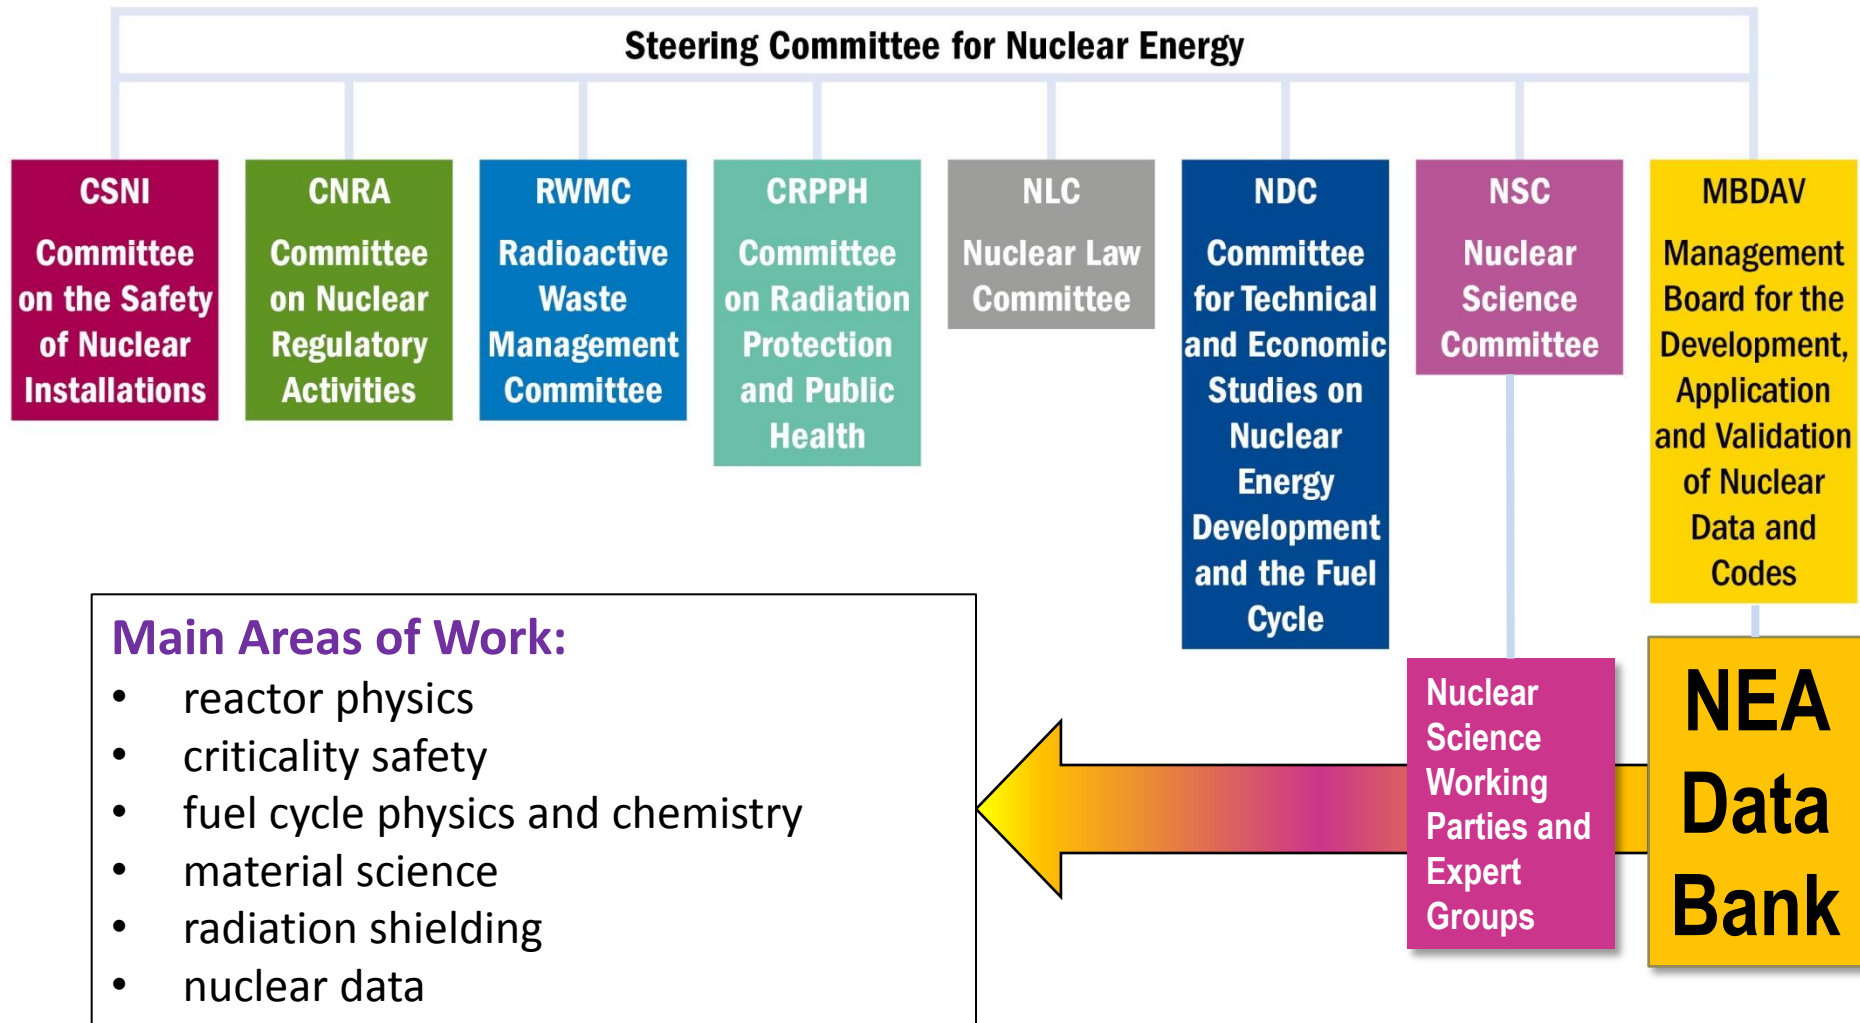 Steering Committee for Nuclear Energy
CSNI
Committee
on the Safety
of Nuclear
Installations
CNRA
Committee
on Nuclear
Regulatory
Activities
RWMC
Radioactive
Waste
Management
Committee
CRPPH
Committee
on Radiation
Protection
and Public
Health
NLC
Nuclear Law
Committee
NDC
Committee
for Technical
and Economic
Studies on
Nuclear
Energy
Development
and the Fuel
Cycle
NSC
Nuclear
Science
Committee
MBDAV
Management
Board for the
Development,
Application
and Validation
of Nuclear
Data and
Codes
Main Areas of Work:
• reactor physics
• criticality safety
• fuel cycle physics and chemistry
• material science
• radiation shielding
• nuclear data
Nuclear
Science
Working
Parties and
Expert
Groups
NEA
Data
Bank